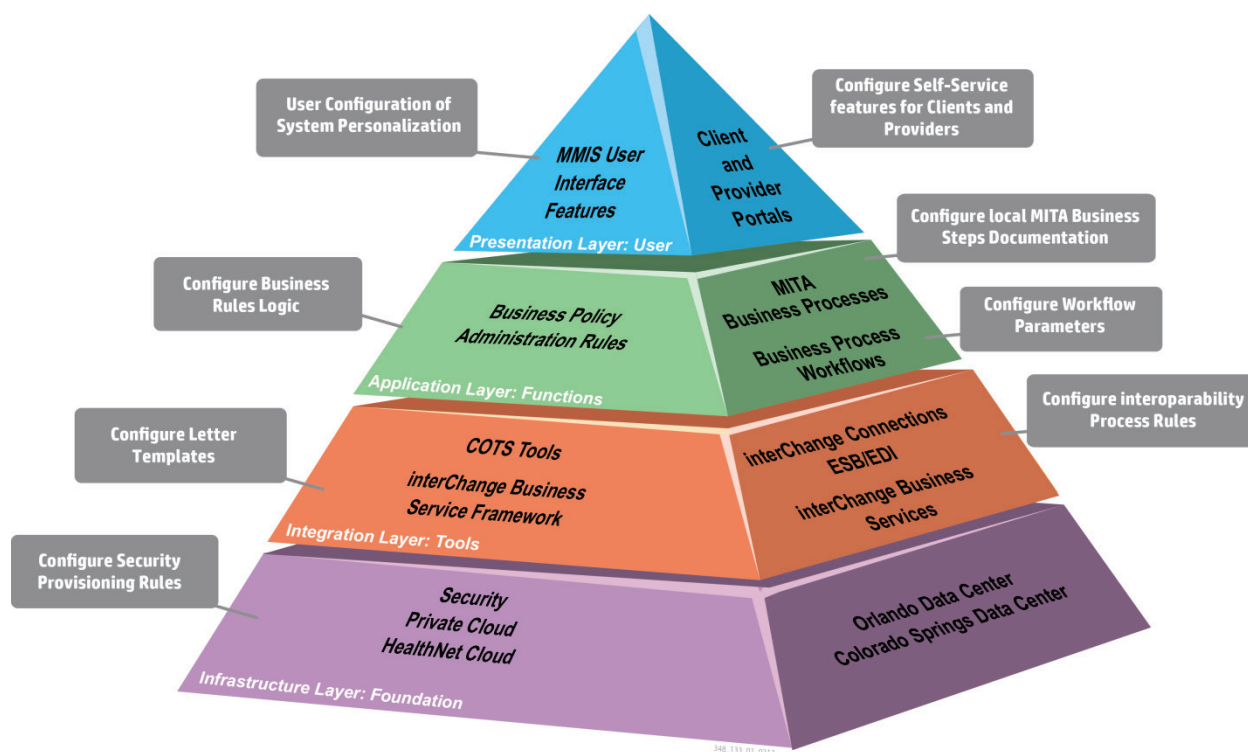 User Configuration of
System Personalization
Configure Self-Service
features for Clients and
Providers
MMIS User
Interface
Features
Client
and
Provider
Portals
Presentation Layer: User
Configure local MITA Business
Steps Documentation
Configure Business
Rules Logic
Business Policy
Administration Rules
MITA
Business Processes
Business Process
Workflows
Configure Workflow
Parameters
Application Layer: Functions
Configure interoparability
Process Rules
Configure Letter
Templates
COTS Tools
interChange Business
Service Framework
interChange Connections
ESB/EDI
interChange Business
Services
Integration Layer: Tools
Configure Security
Provisioning Rules
Security
Private Cloud
HealthNet Cloud
Orlando Data Center
Colorado Springs Data Center
Infrastructure Layer: Foundation